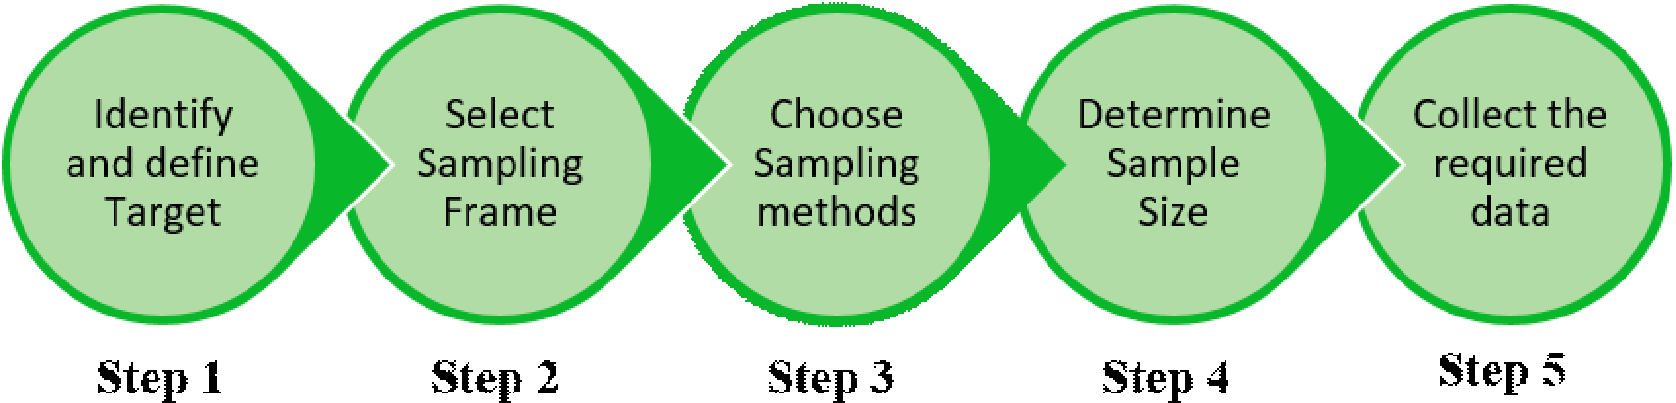 Identify
and define
Target
Select
Sampling
Frame
Choose
Sampling
methods
Determine
Sample
Size
Collect the
required
data
Step 1
Step 2
Step 3
Step 4
Step 5